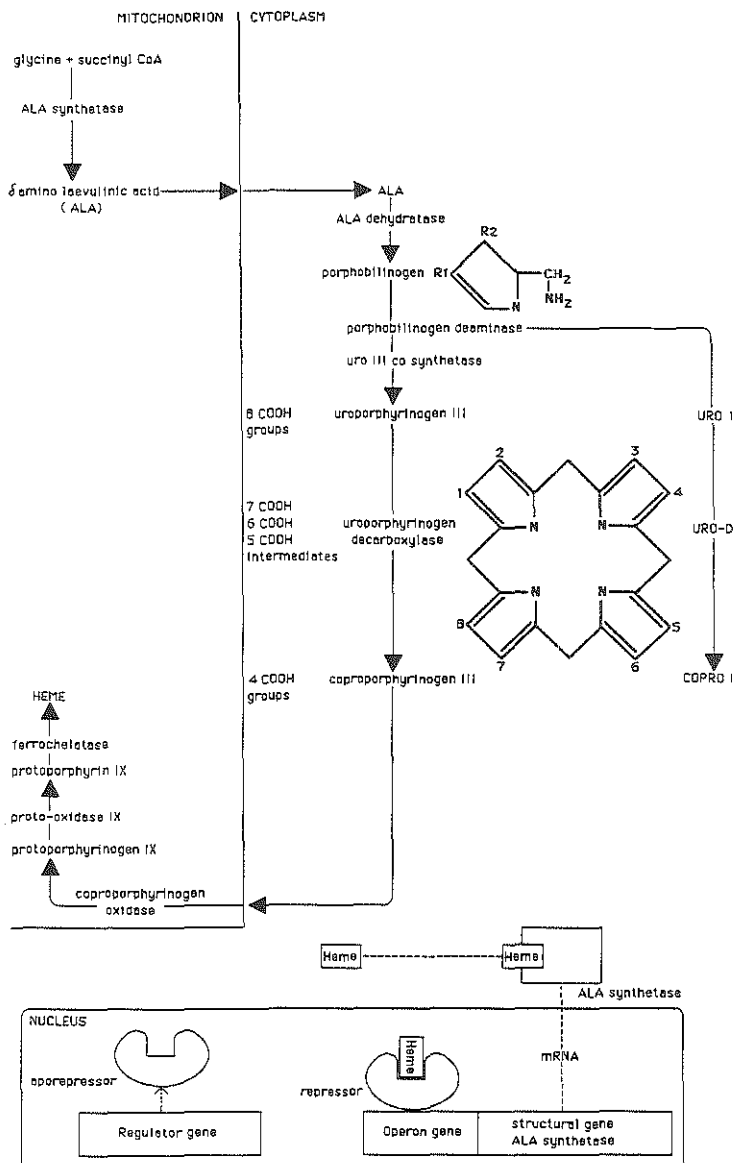 MITOCHONDRION
CYTOPLASM
glycine + succinyl CoA
ALA synthetase
δ amino laevulinic acid
( ALA )
ALA
ALA dehydratase
R2
porphobilinogen
R1
CH2
NH2
N
porphobilinogen deaminase
uro III co synthetase
8 COOH
groups
uroporphyrinogen III
URO I
2
3
1
4
N
N
7 COOH
6 COOH
5 COOH
intermediates
uroporphyrinogen
decarboxylase
URO-D
N
N
8
5
7
6
4 COOH
groups
coproporphyrinogen III
COPRO I
HEME
ferrochelatase
protoporphyrin IX
proto-oxidase IX
protoporphyrinogen IX
coproporphyrinogen
oxidase
Heme
Heme
ALA synthetase
NUCLEUS
mRNA
Heme
aporepressor
repressor
Regulator gene
Operon gene
structural gene
ALA synthetase